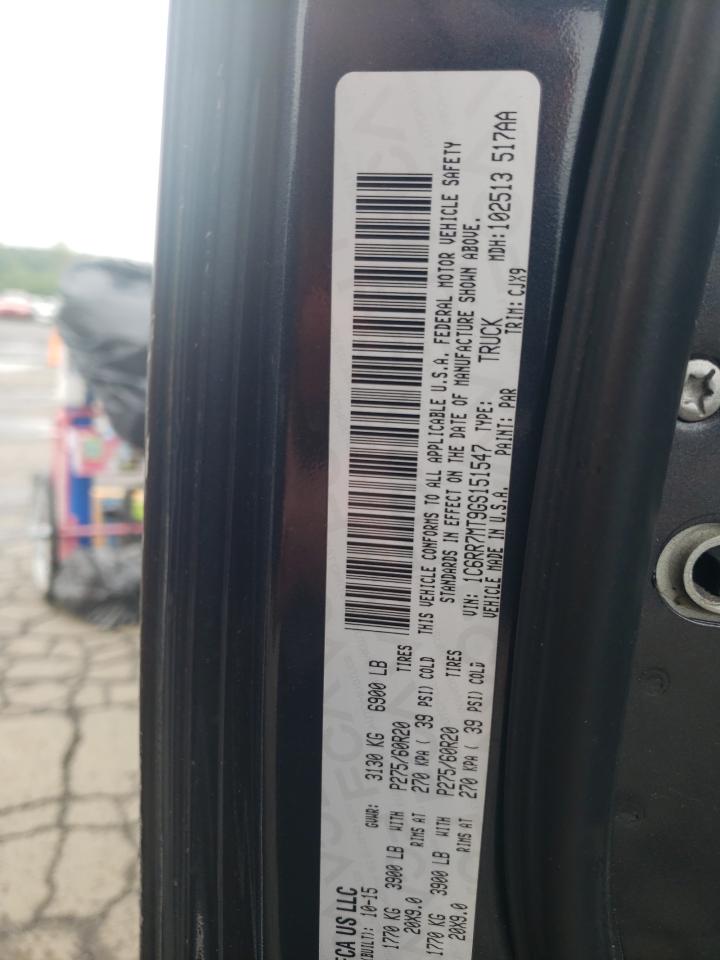 FCA US LLC
(BUILT): 10-15 GVWR: 3130 KG 6900 LB
1770 KG 3900 LB WITH P275/60R20 TIRES
20X9.0 RIMS AT 270 KPA ( 39 PSI) COLD
1770 KG 3900 LB WITH P275/60R20 TIRES
20X9.0 RIMS AT 270 KPA ( 39 PSI) COLD
THIS VEHICLE CONFORMS TO ALL APPLICABLE U.S.A. FEDERAL MOTOR VEHICLE SAFETY
STANDARDS IN EFFECT ON THE DATE OF MANUFACTURE SHOWN ABOVE.
VIN: 1C6RR7MT9GS151547 TYPE: TRUCK MDH:102513 517AA
VEHICLE MADE IN U.S.A. PAINT: PAR TRIM: CJX9